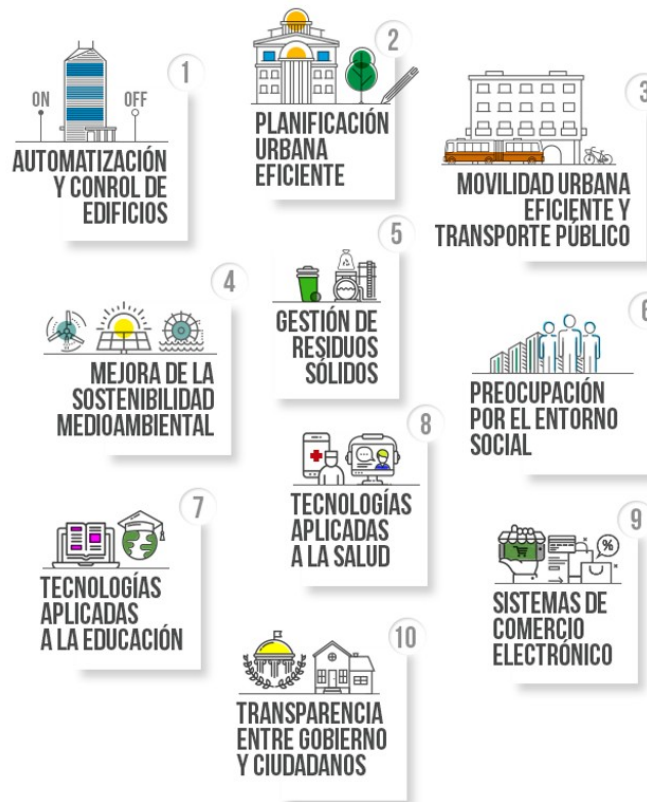 1
ON OFF
AUTOMATIZACIÓN
Y CONROL DE
EDIFICIOS
2
PLANIFICACIÓN
URBANA
EFICIENTE
3
MOVILIDAD URBANA
EFICIENTE Y
TRANSPORTE PÚBLICO
4
MEJORA DE LA
SOSTENIBILIDAD
MEDIOAMBIENTAL
5
GESTIÓN DE
RESIDUOS
SÓLIDOS
6
PREOCUPACIÓN
POR EL ENTORNO
SOCIAL
7
TECNOLOGÍAS
APLICADAS
A LA EDUCACIÓN
8
TECNOLOGÍAS
APLICADAS
A LA SALUD
9
%
SISTEMAS DE
COMERCIO
ELECTRÓNICO
10
TRANSPARENCIA
ENTRE GOBIERNO
Y CIUDADANOS